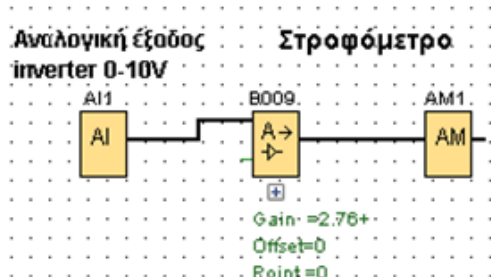 Αναλογική έξοδος
inverter 0-10V
Στροφόμετρο
AI1
B009
AM1
AI
A→
AM
Gain =2.76+
Offset=0
Point=0